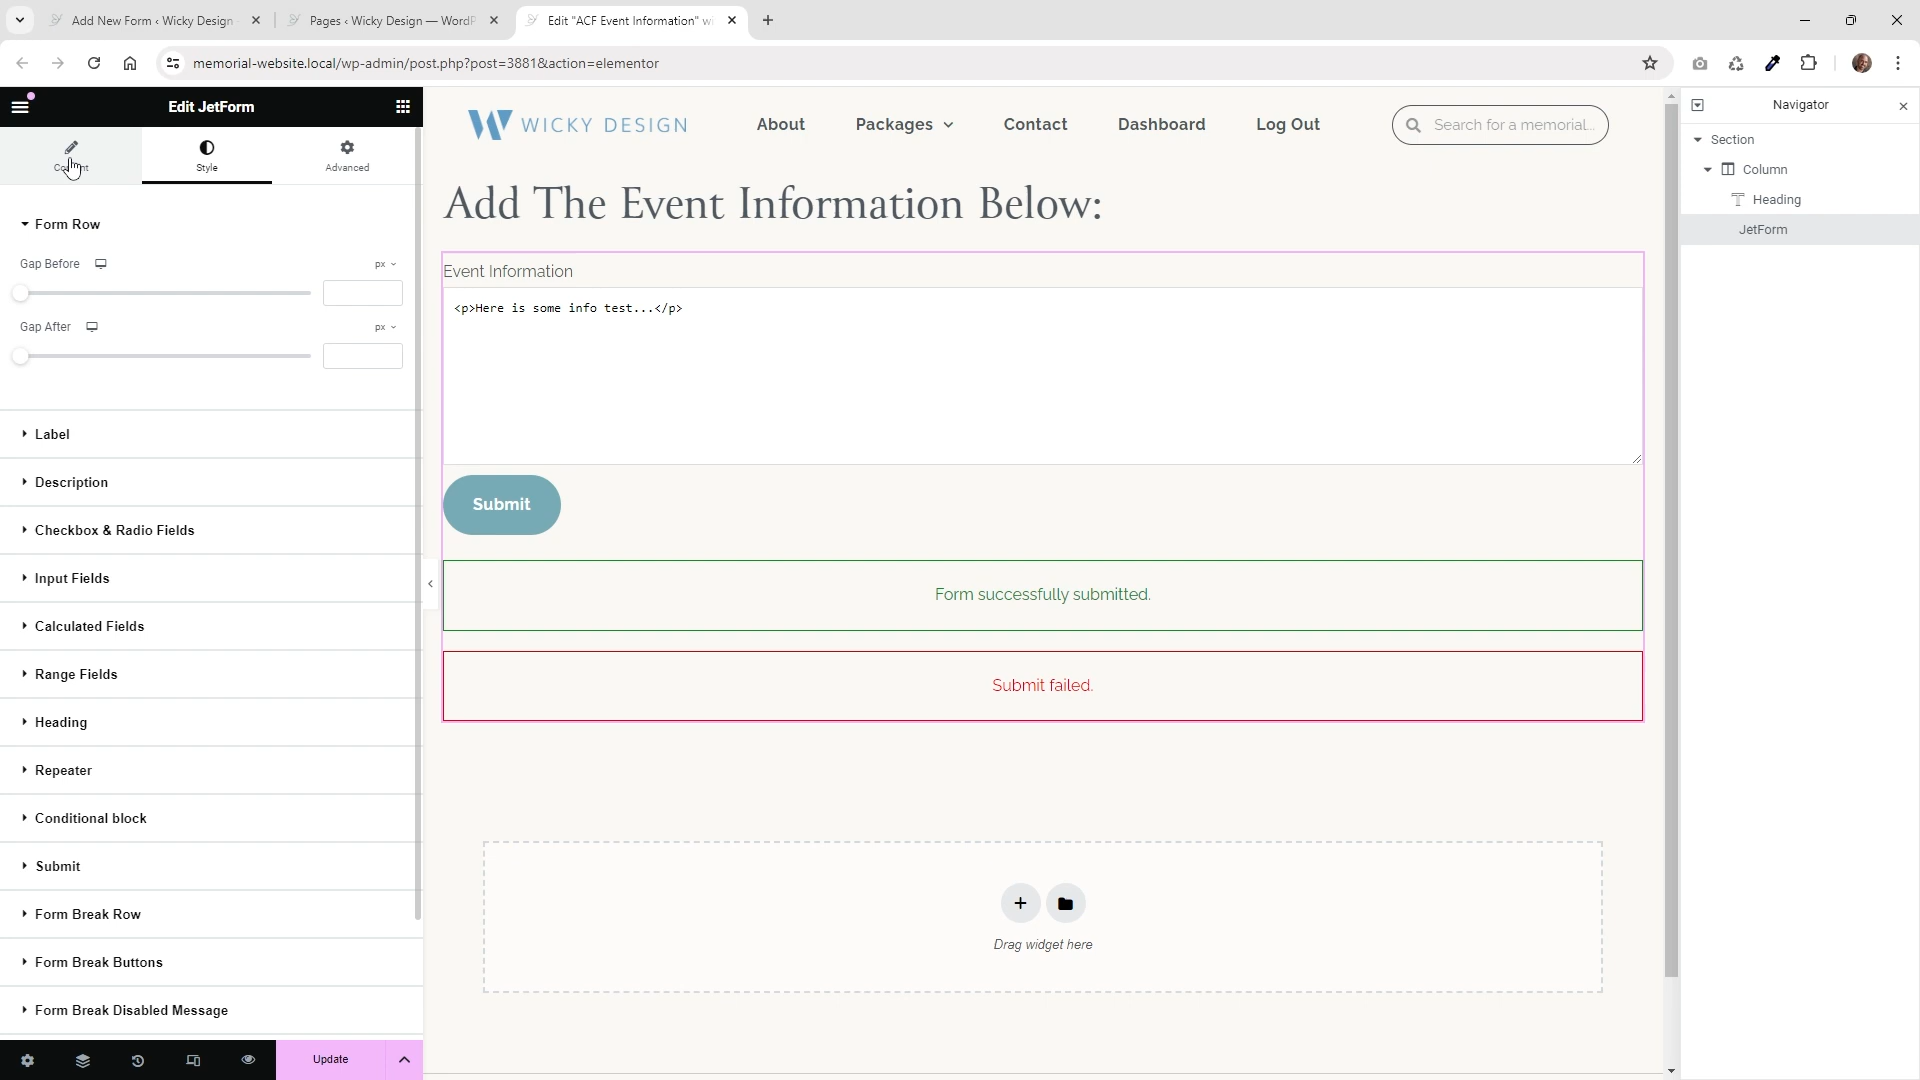 Add New Form ‹ Wicky Design
Pages ‹ Wicky Design — WordP
Edit "ACF Event Information" wi
memorial-website.local/wp-admin/post.php?post=3881&action=elementor
Edit JetForm
Content
Style
Advanced
Form Row
Gap Before
px
Gap After
px
Label
Description
Checkbox & Radio Fields
Input Fields
Calculated Fields
Range Fields
Heading
Repeater
Conditional block
Submit
Form Break Row
Form Break Buttons
Form Break Disabled Message
Update
WICKY DESIGN
About
Packages
Contact
Dashboard
Log Out
Search for a memorial...
Add The Event Information Below:
Event Information
<p>Here is some info test...</p>
Submit
Form successfully submitted.
Submit failed.
Drag widget here
Navigator
Section
Column
Heading
JetForm